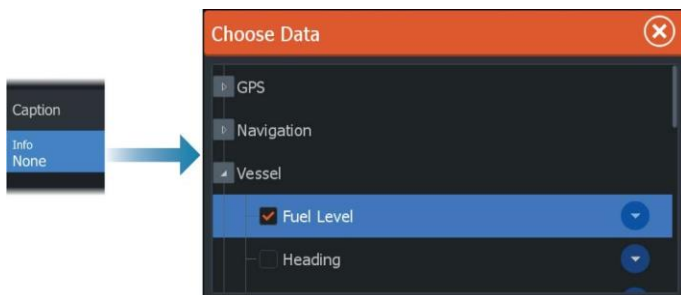 Caption
Info
None
Choose Data
GPS
Navigation
Vessel
Fuel Level
Heading